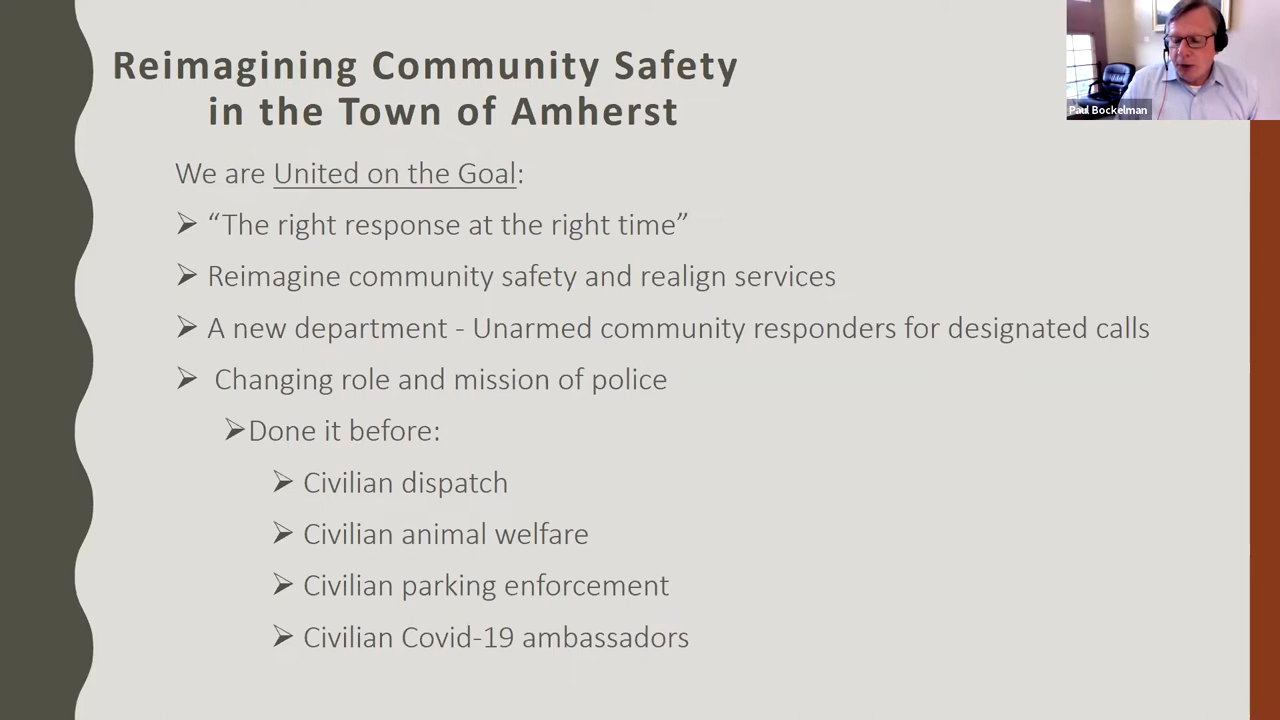 Reimagining Community Safety
in the Town of Amherst
Paul Bockelman
We are United on the Goal:
“The right response at the right time”
Reimagine community safety and realign services
A new department - Unarmed community responders for designated calls
Changing role and mission of police
Done it before:
Civilian dispatch
Civilian animal welfare
Civilian parking enforcement
Civilian Covid-19 ambassadors